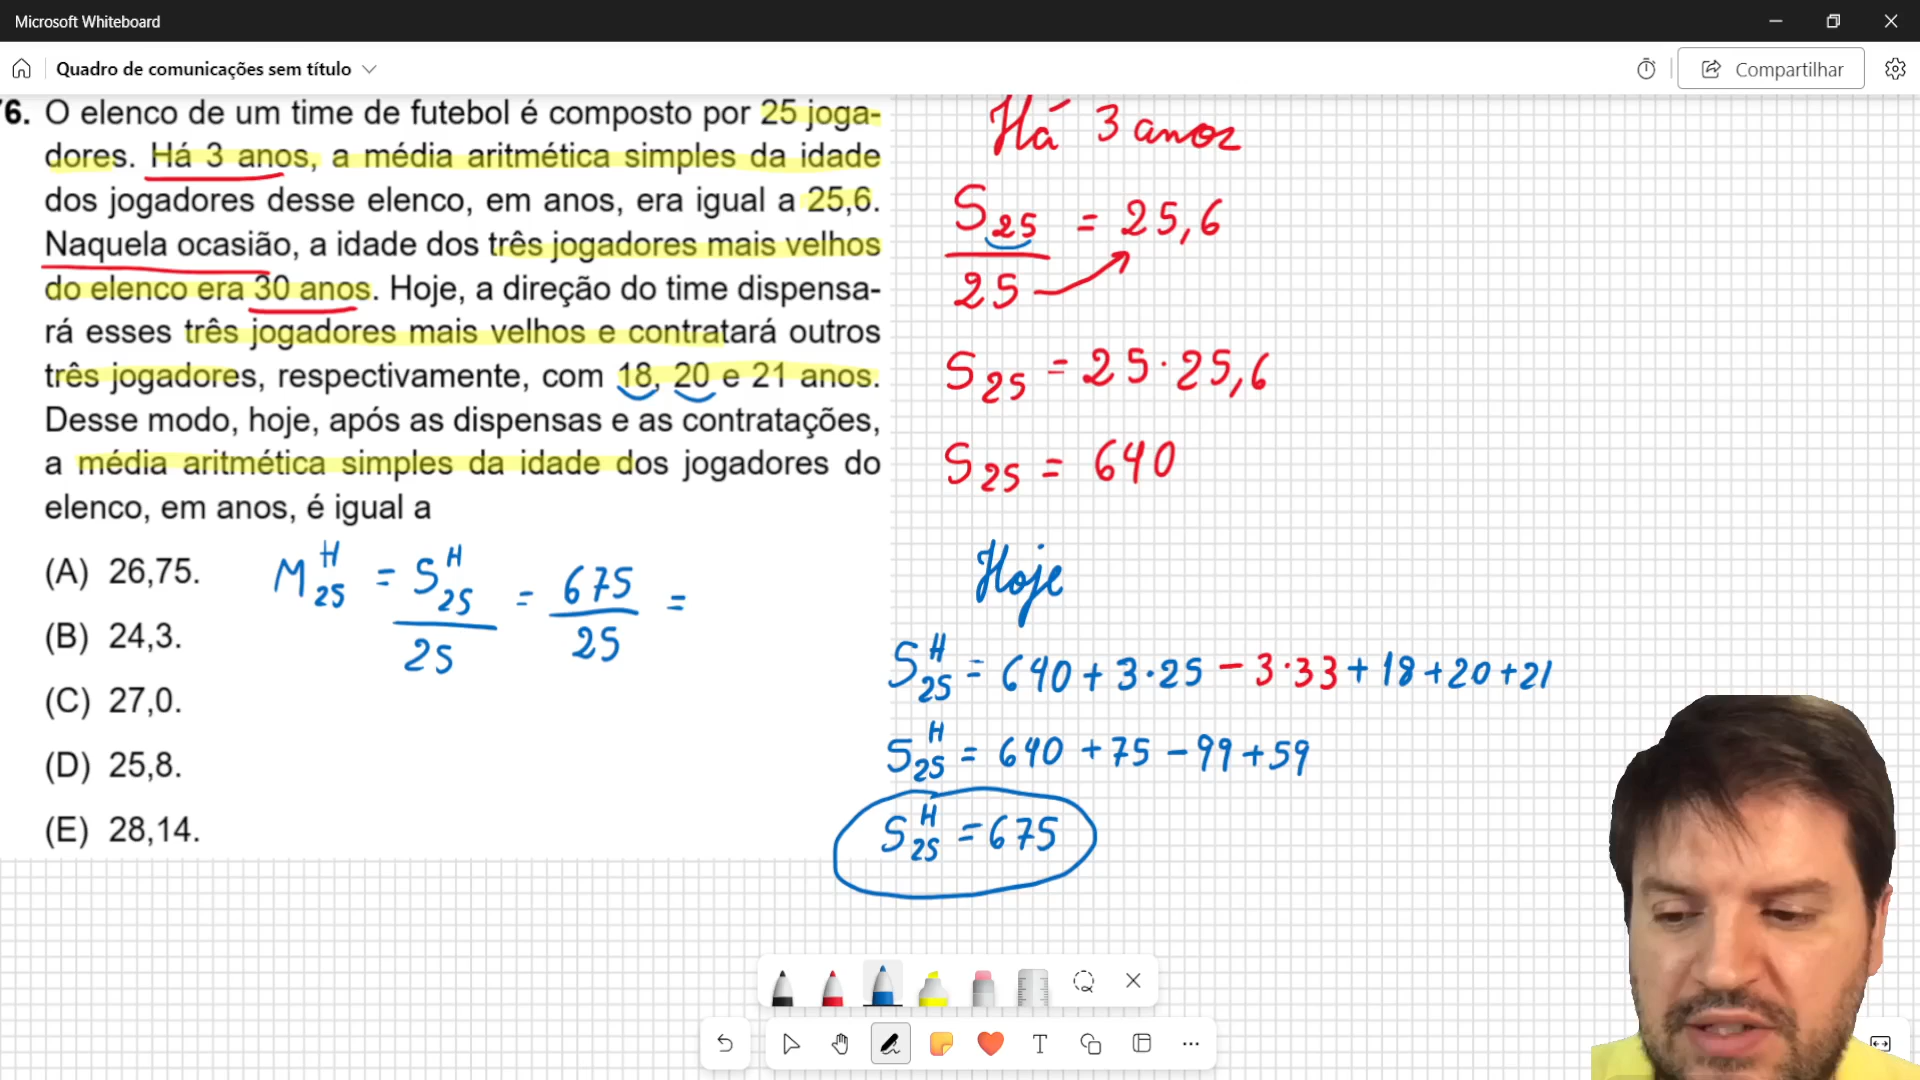 Microsoft Whiteboard
Quadro de comunicações sem título
Compartilhar
6. O elenco de um time de futebol é composto por 25 joga-
dores. Há 3 anos, a média aritmética simples da idade
dos jogadores desse elenco, em anos, era igual a 25,6.
Naquela ocasião, a idade dos três jogadores mais velhos
do elenco era 30 anos. Hoje, a direção do time dispensa-
rá esses três jogadores mais velhos e contratará outros
três jogadores, respectivamente, com 18, 20 e 21 anos.
Desse modo, hoje, após as dispensas e as contratações,
a média aritmética simples da idade dos jogadores do
elenco, em anos, é igual a
(A) 26,75.
(B) 24,3.
(C) 27,0.
(D) 25,8.
(E) 28,14.
M₂₅ᴴ = S₂₅ᴴ/25 = 675/25 =
Há 3 anos
S₂₅/25 = 25,6
S₂₅ = 25·25,6
S₂₅ = 640
Hoje
S₂₅ᴴ = 640 + 3·25 - 3·33 + 18 + 20 + 21
S₂₅ᴴ = 640 + 75 - 99 + 59
S₂₅ᴴ = 675
T